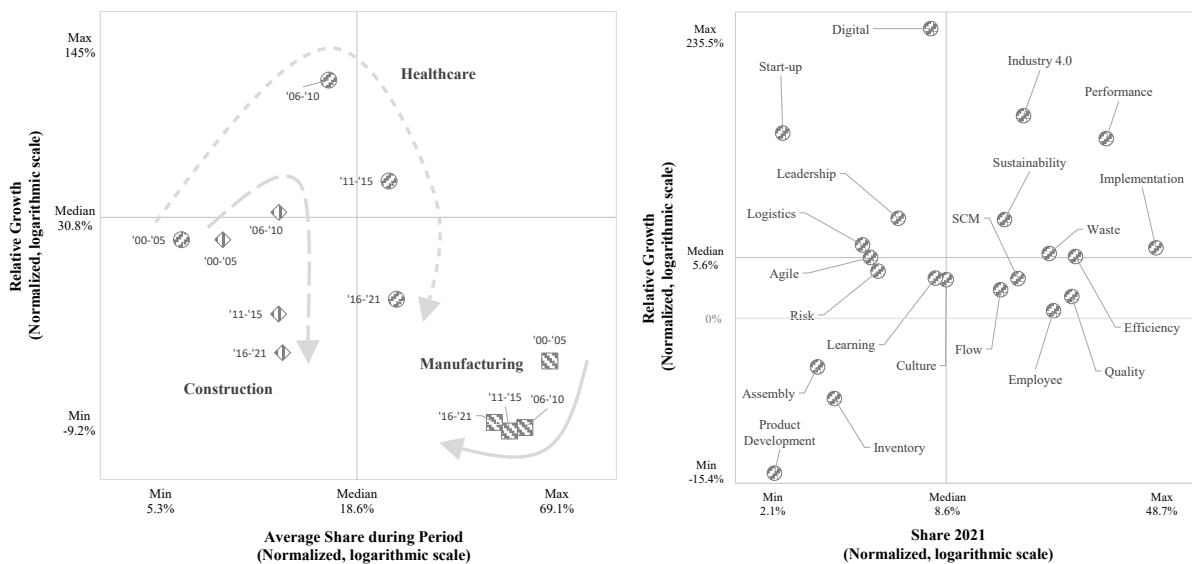 Max
145%
Healthcare
'06-'10
'11-'15
Median
30.8%
'06-'10
'00-'05
'00-'05
'16-'21
'11-'15
'00-'05
'16-'21
Manufacturing
Construction
'11-'15
'16-'21
'06-'10
Min
-9.2%
Min
5.3%
Median
18.6%
Max
69.1%
Relative Growth
(Normalized, logarithmic scale)
Average Share during Period
(Normalized, logarithmic scale)
Max
235.5%
Digital
Start-up
Industry 4.0
Performance
Sustainability
Leadership
Implementation
Logistics
SCM
Waste
Median
5.6%
Agile
0%
Risk
Efficiency
Learning
Flow
Culture
Quality
Employee
Assembly
Product
Development
Inventory
Min
-15.4%
Min
2.1%
Median
8.6%
Max
48.7%
Relative Growth
(Normalized, logarithmic scale)
Share 2021
(Normalized, logarithmic scale)